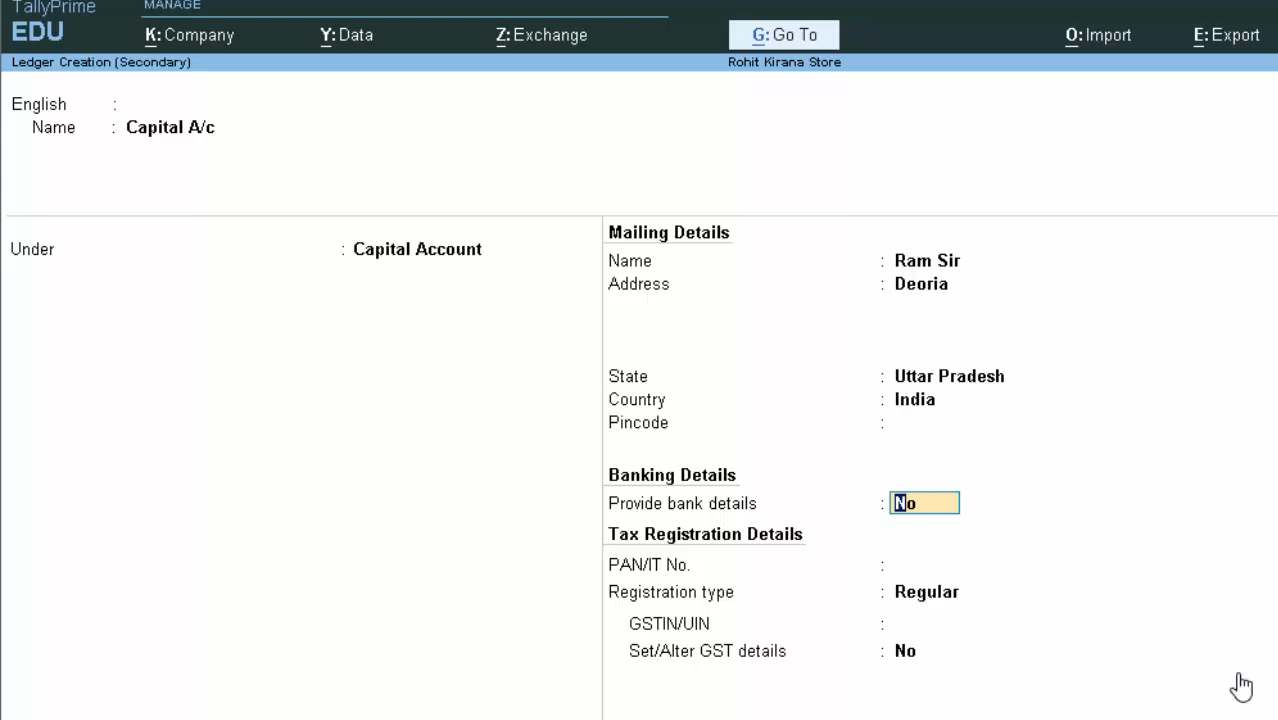 TallyPrime
MANAGE
EDU
K: Company
Y: Data
Z: Exchange
G: Go To
O: Import
E: Export
Ledger Creation (Secondary)
Rohit Kirana Store
English :
Name : Capital A/c
Under : Capital Account
Mailing Details
Name : Ram Sir
Address : Deoria
State : Uttar Pradesh
Country : India
Pincode :
Banking Details
Provide bank details : No
Tax Registration Details
PAN/IT No. :
Registration type : Regular
GSTIN/UIN :
Set/Alter GST details : No